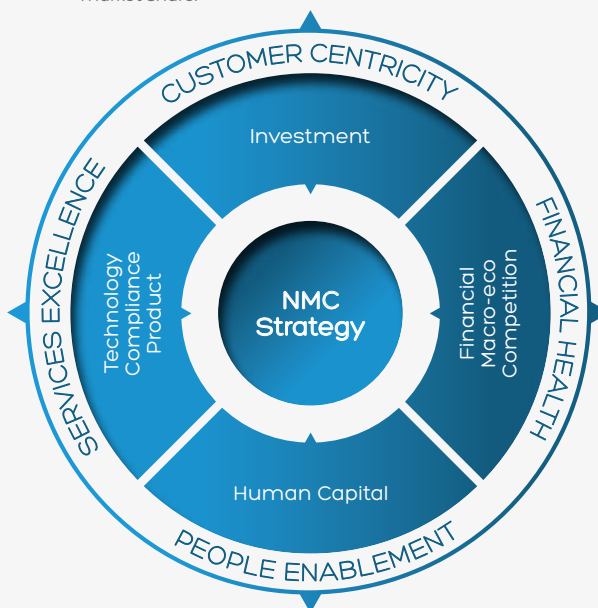 CUSTOMER CENTRICITY
Investment
SERVICES EXCELLENCE
Technology
Compliance
Product
NMC
Strategy
Financial
Macro-eco
Competition
FINANCIAL HEALTH
Human Capital
PEOPLE ENABLEMENT